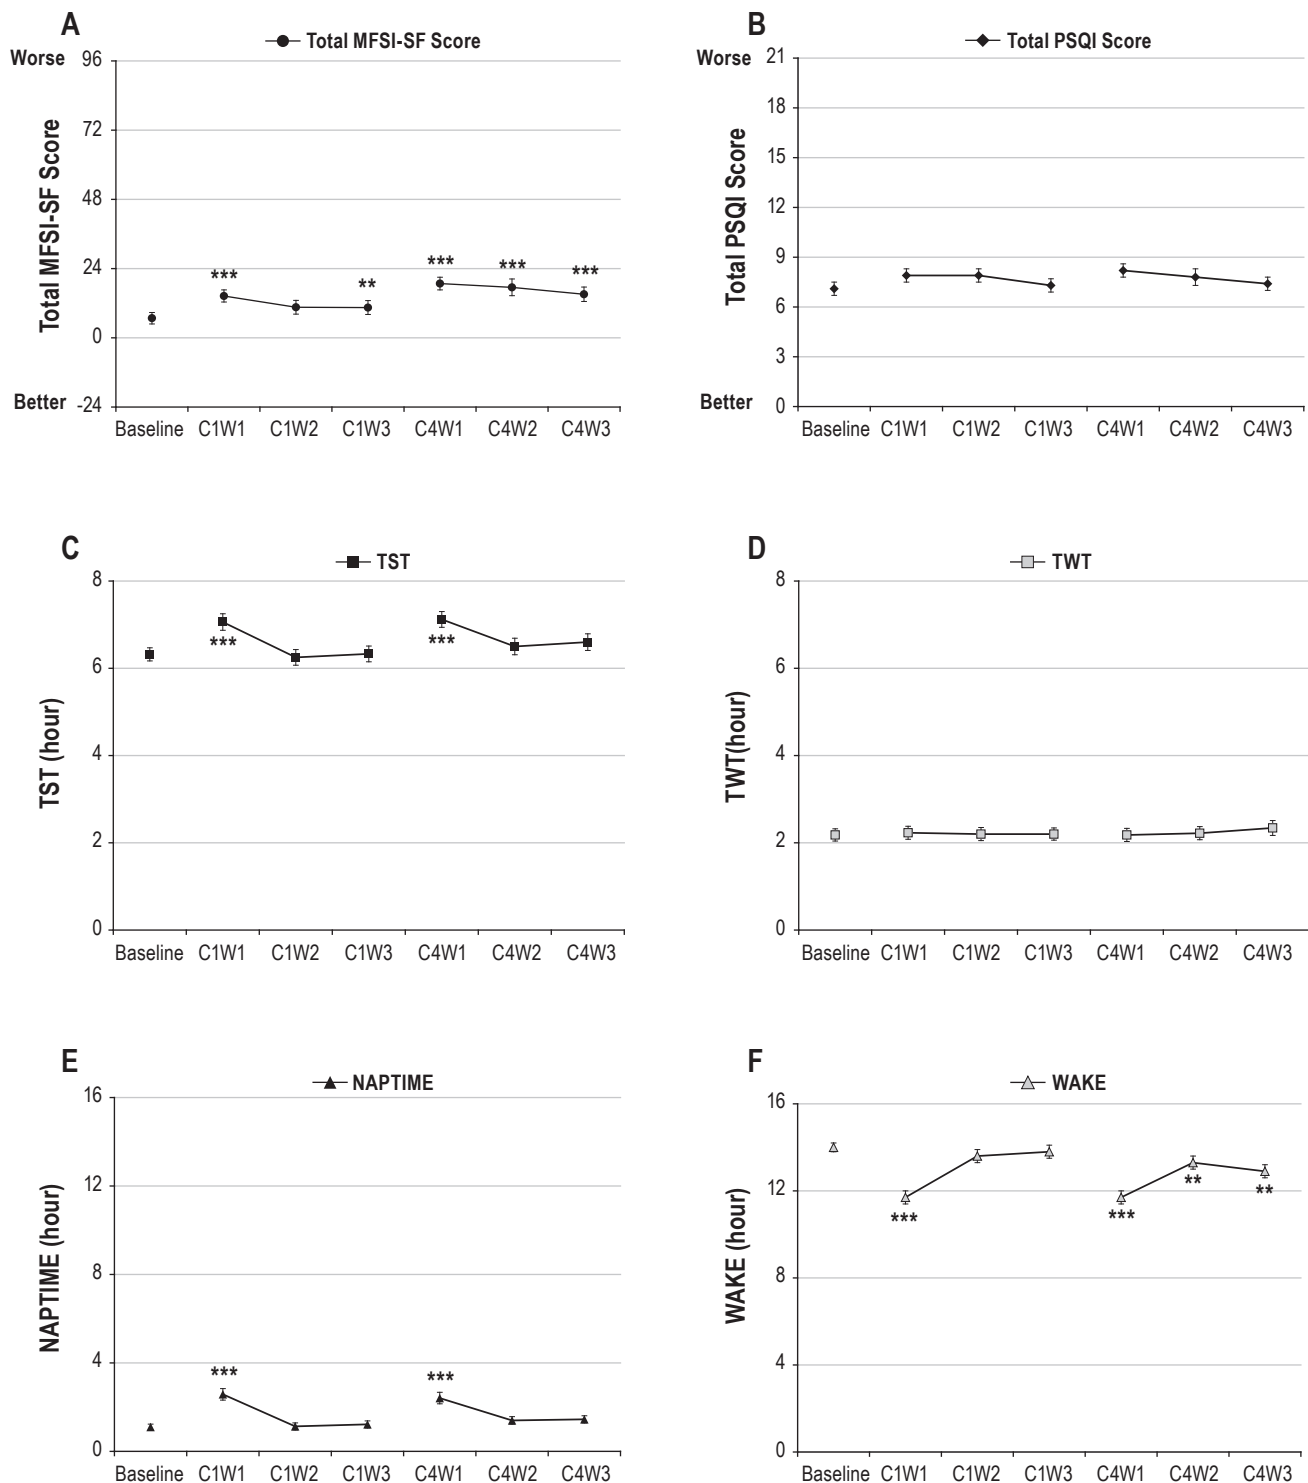 A
Total MFSI-SF Score
Worse
96
72
48
24
0
-24
Better
Total MFSI-SF Score
***
**
***
***
***
Baseline C1W1 C1W2 C1W3 C4W1 C4W2 C4W3
B
Total PSQI Score
Worse
21
18
15
12
9
6
3
0
Better
Total PSQI Score
Baseline C1W1 C1W2 C1W3 C4W1 C4W2 C4W3
C
TST
8
6
4
2
0
TST (hour)
***
***
Baseline C1W1 C1W2 C1W3 C4W1 C4W2 C4W3
D
TWT
8
6
4
2
0
TWT(hour)
Baseline C1W1 C1W2 C1W3 C4W1 C4W2 C4W3
E
NAPTIME
16
12
8
4
0
NAPTIME (hour)
***
***
Baseline C1W1 C1W2 C1W3 C4W1 C4W2 C4W3
F
WAKE
16
12
8
4
0
WAKE (hour)
***
***
**
**
Baseline C1W1 C1W2 C1W3 C4W1 C4W2 C4W3